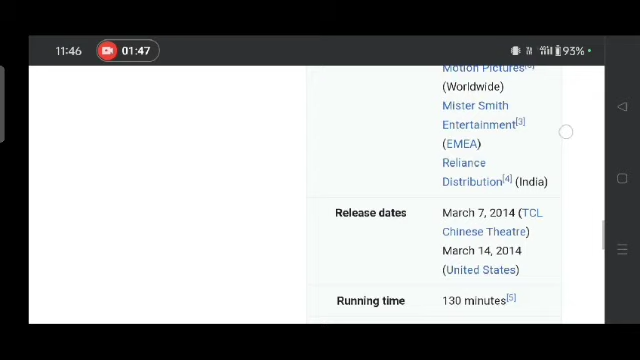 11:46 01:47 93%
Motion Pictures
(Worldwide)
Mister Smith
Entertainment[3]
(EMEA)
Reliance
Distribution[4] (India)
Release dates March 7, 2014 (TCL
Chinese Theatre)
March 14, 2014
(United States)
Running time 130 minutes[5]